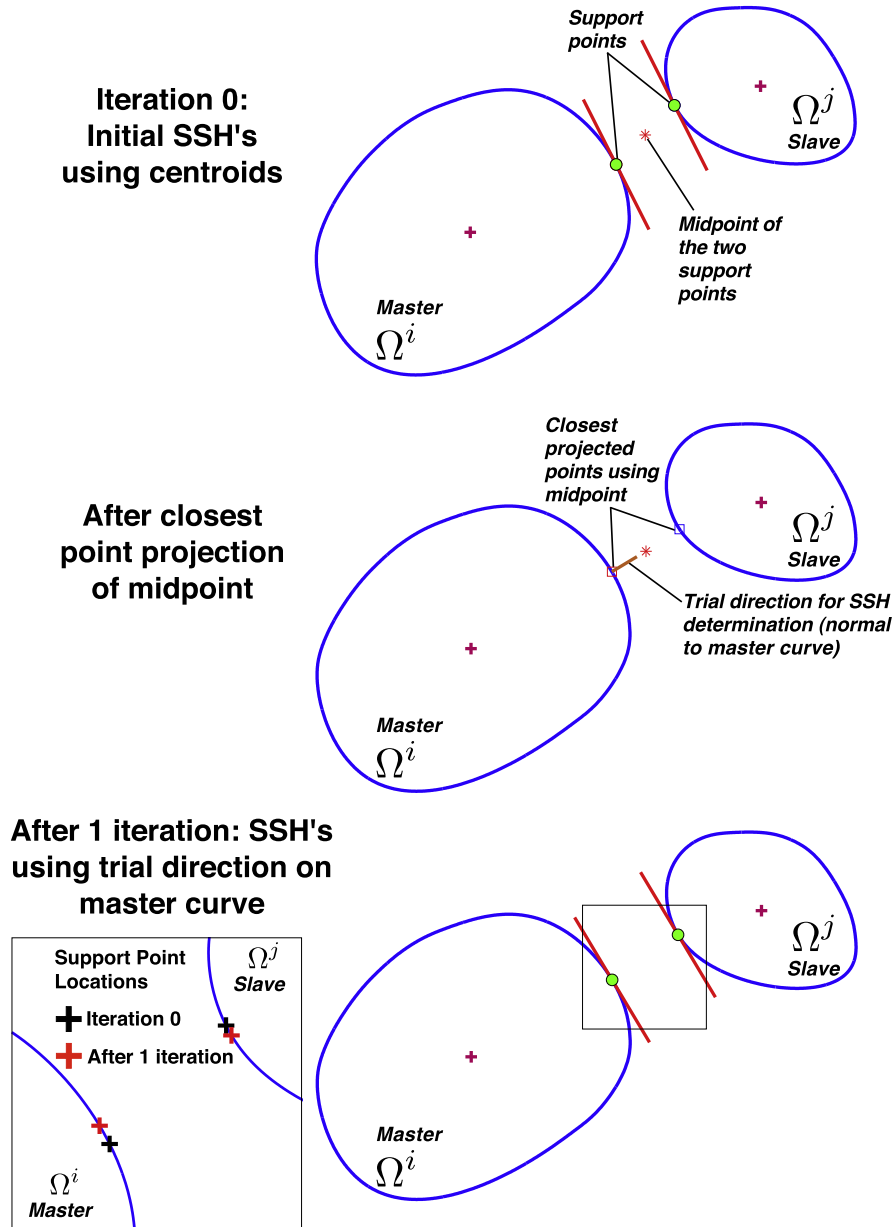 Iteration 0:
Initial SSH's
using centroids
Support
points
Ω^j
Slave
Midpoint of
the two
support
points
Master
Ω^i
After closest
point projection
of midpoint
Closest
projected
points using
midpoint
Ω^j
Slave
Trial direction for SSH
determination (normal
to master curve)
Master
Ω^i
After 1 iteration: SSH's
using trial direction on
master curve
Support Point
Locations
Iteration 0
After 1 iteration
Ω^j
Slave
Ω^i
Master
Ω^j
Slave
Master
Ω^i